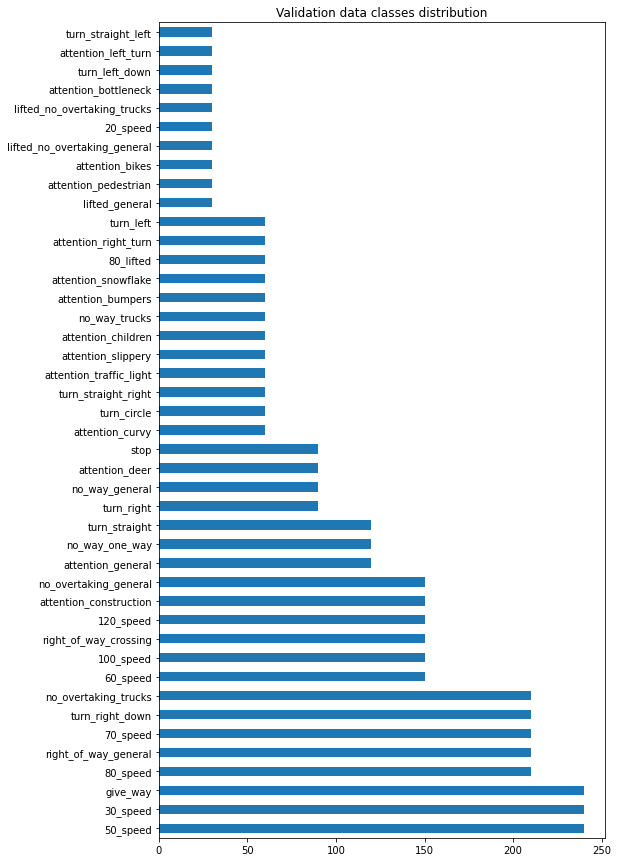 Validation data classes distribution
turn_straight_left
attention_left_turn
turn_left_down
attention_bottleneck
lifted_no_overtaking_trucks
20_speed
lifted_no_overtaking_general
attention_bikes
attention_pedestrian
lifted_general
turn_left
attention_right_turn
80_lifted
attention_snowflake
attention_bumpers
no_way_trucks
attention_children
attention_slippery
attention_traffic_light
turn_straight_right
turn_circle
attention_curvy
stop
attention_deer
no_way_general
turn_right
turn_straight
no_way_one_way
attention_general
no_overtaking_general
attention_construction
120_speed
right_of_way_crossing
100_speed
60_speed
no_overtaking_trucks
turn_right_down
70_speed
right_of_way_general
80_speed
give_way
30_speed
50_speed
0 50 100 150 200 250